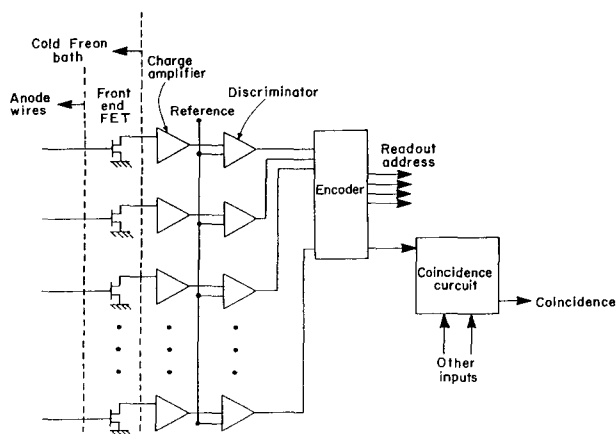 Cold Freon
bath
Charge
amplifier
Anode
wires
Front
end
FET
Reference
Discriminator
Encoder
Readout
address
Coincidence
curcuit
Coincidence
Other
inputs